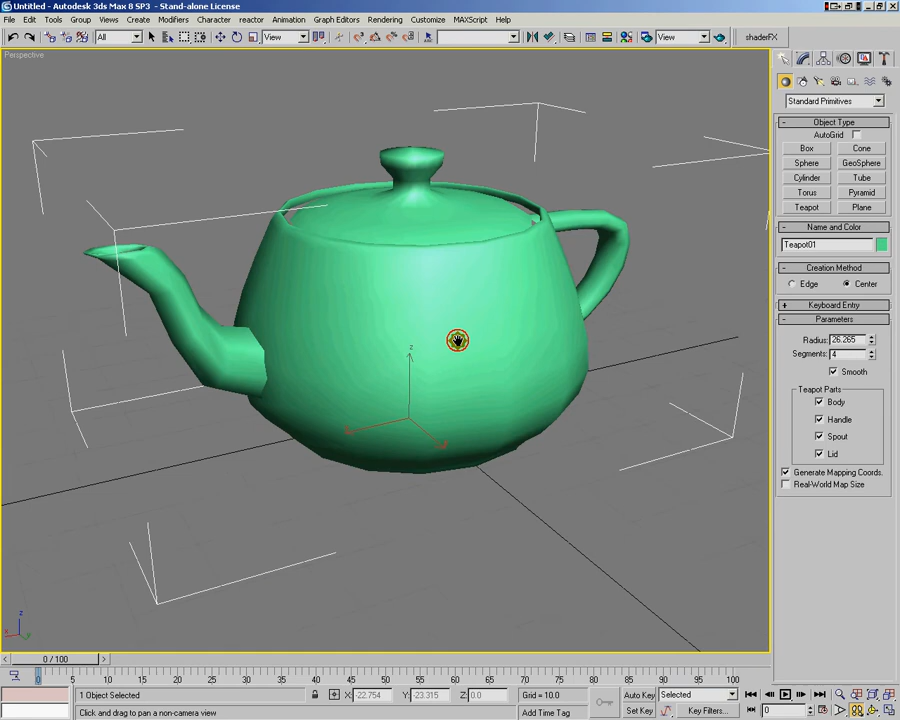 Untitled - Autodesk 3ds Max 8 SP3 - Stand-alone License
File Edit Tools Group Views Create Modifiers Character reactor Animation Graph Editors Rendering Customize MAXScript Help
All View View shaderFX
Perspective
Standard Primitives
Object Type
AutoGrid
Box Cone
Sphere GeoSphere
Cylinder Tube
Torus Pyramid
Teapot Plane
Name and Color
Teapot01
Creation Method
Edge Center
Keyboard Entry
Parameters
Radius: 26.265
Segments: 4
Smooth
Teapot Parts
Body
Handle
Spout
Lid
Generate Mapping Coords.
Real-World Map Size
z
z
x y
0 / 100
0 5 10 15 20 25 30 35 40 45 50 55 60 65 70 75 80 85 90 95 100
1 Object Selected X: -22.754 Y: -23.315 Z: 0.0 Grid = 10.0 Auto Key Selected
Click and drag to pan a non-camera view Add Time Tag Set Key Key Filters... 0